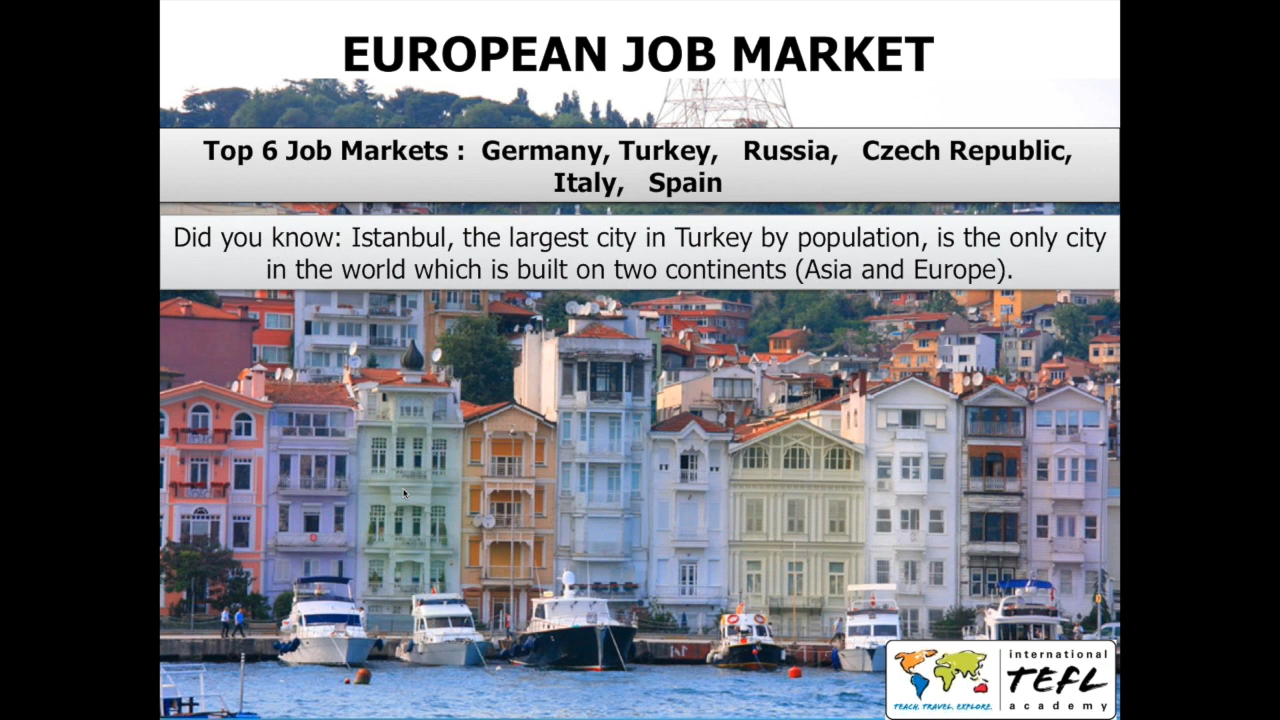 EUROPEAN JOB MARKET
Top 6 Job Markets : Germany, Turkey, Russia, Czech Republic,
Italy, Spain
Did you know: Istanbul, the largest city in Turkey by population, is the only city
in the world which is built on two continents (Asia and Europe).
international
TEFL
academy
TEACH. TRAVEL. EXPLORE.